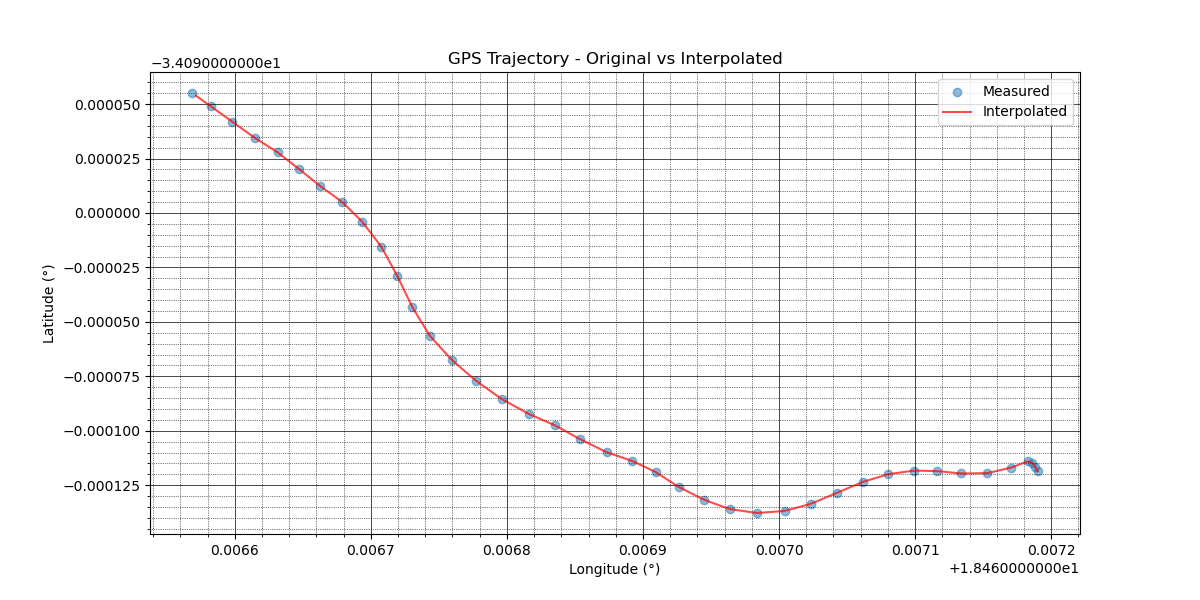 GPS Trajectory - Original vs Interpolated
−3.4090000000e1
Measured
Interpolated
0.000050
0.000025
0.000000
−0.000025
−0.000050
−0.000075
−0.000100
−0.000125
Latitude (°)
0.0066 0.0067 0.0068 0.0069 0.0070 0.0071 0.0072
Longitude (°)
+1.8460000000e1